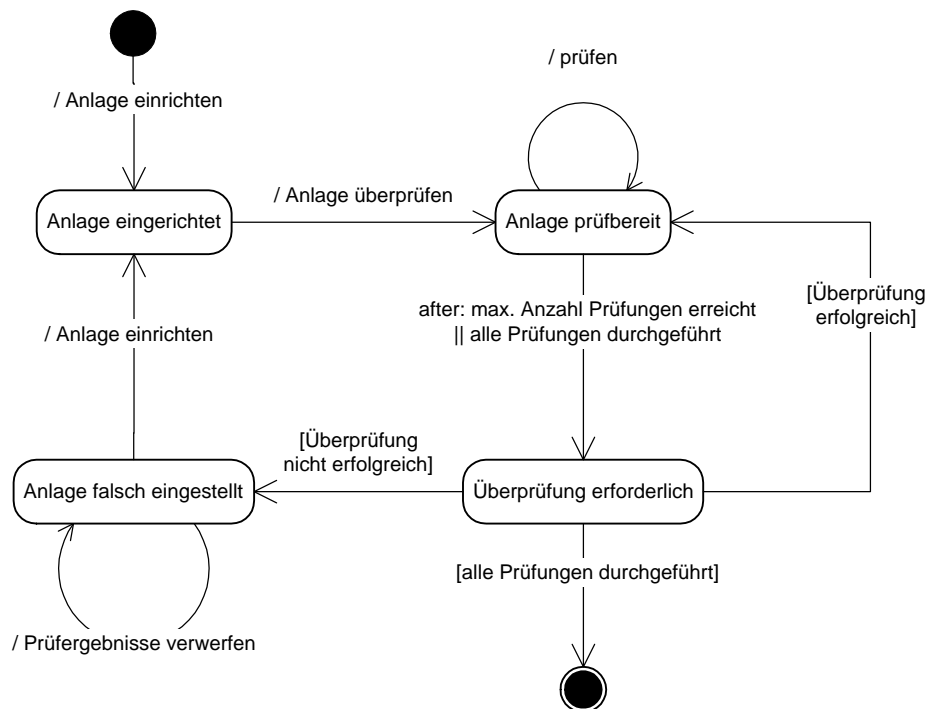 / prüfen
/ Anlage einrichten
/ Anlage überprüfen
Anlage eingerichtet
Anlage prüfbereit
after: max. Anzahl Prüfungen erreicht
|| alle Prüfungen durchgeführt
[Überprüfung
erfolgreich]
/ Anlage einrichten
[Überprüfung
nicht erfolgreich]
Anlage falsch eingestellt
Überprüfung erforderlich
[alle Prüfungen durchgeführt]
/ Prüfergebnisse verwerfen